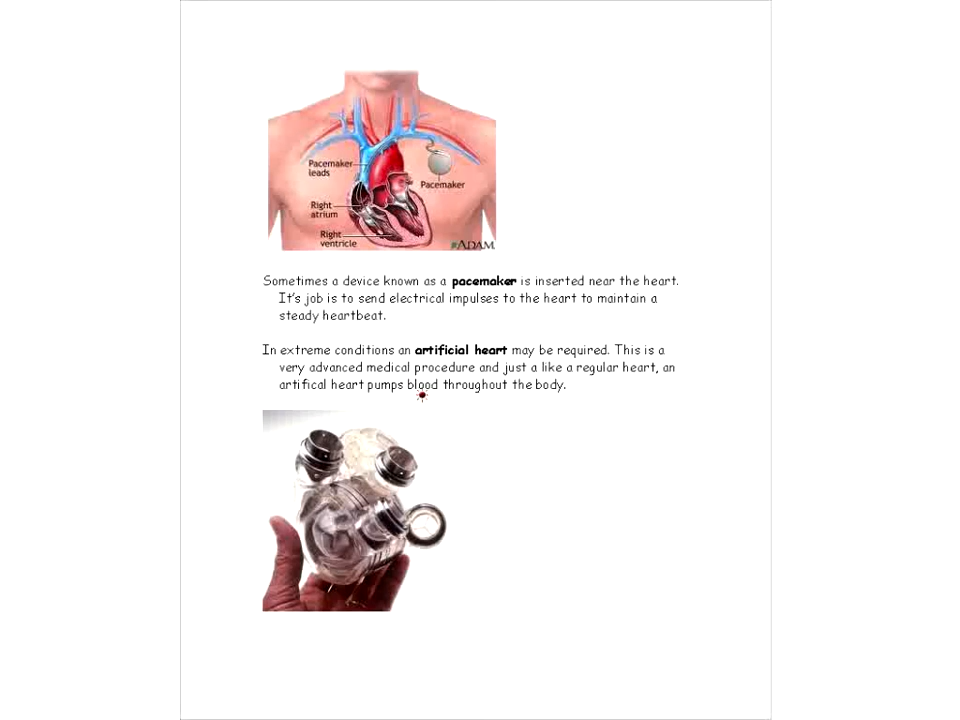 Pacemaker
leads
Pacemaker
Right
atrium
Right
ventricle
ADAM
Sometimes a device known as a pacemaker is inserted near the heart.
It's job is to send electrical impulses to the heart to maintain a
steady heartbeat.
In extreme conditions an artificial heart may be required. This is a
very advanced medical procedure and just a like a regular heart, an
artifical heart pumps blood throughout the body.